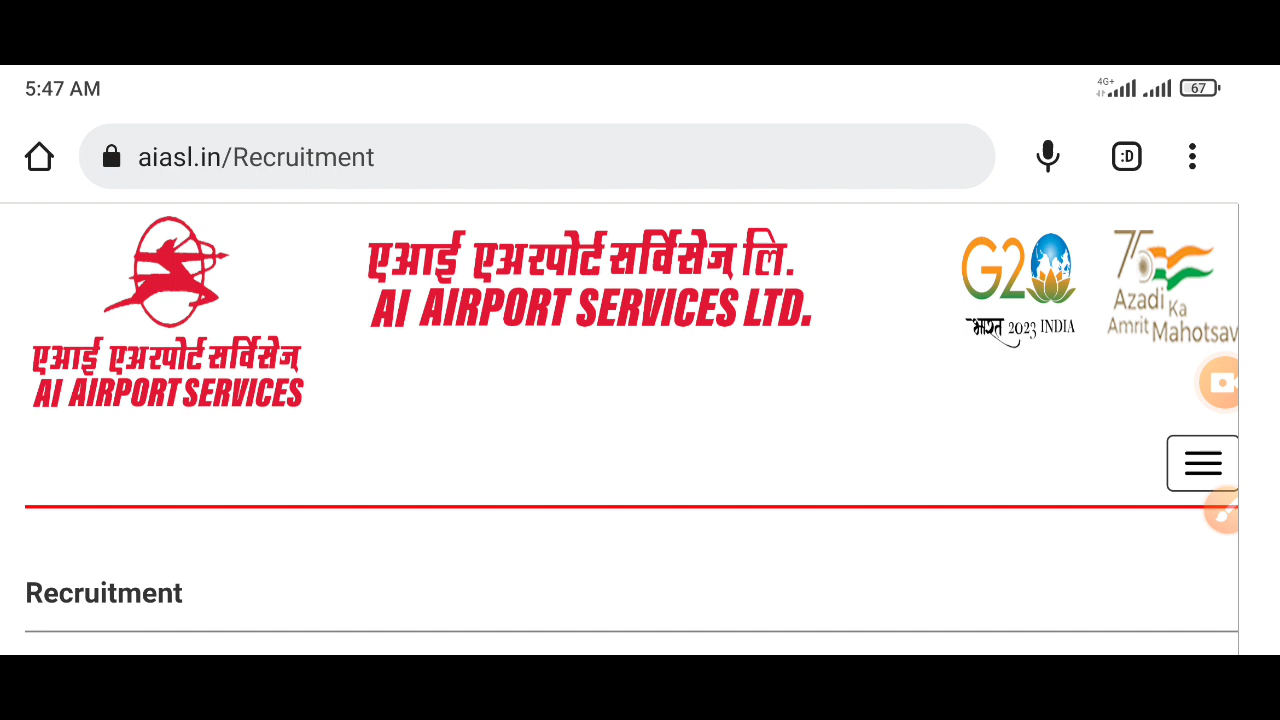 5:47 AM
4G+
67
aiasl.in/Recruitment
:D
एआई एअरपोर्ट सर्विसेज् लि.
AI AIRPORT SERVICES LTD.
एआई एअरपोर्ट सर्विसेज्
AI AIRPORT SERVICES
G20
भारत 2023 INDIA
75
Azadi Ka
Amrit Mahotsav
Recruitment